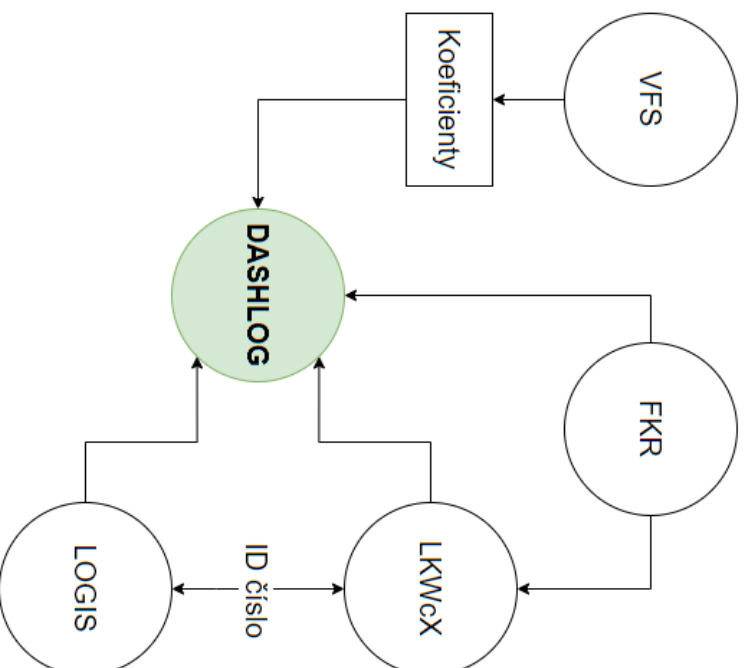 VFS
FKR
Koeficienty
LKWcX
DASHLOG
ID číslo
LOGIS